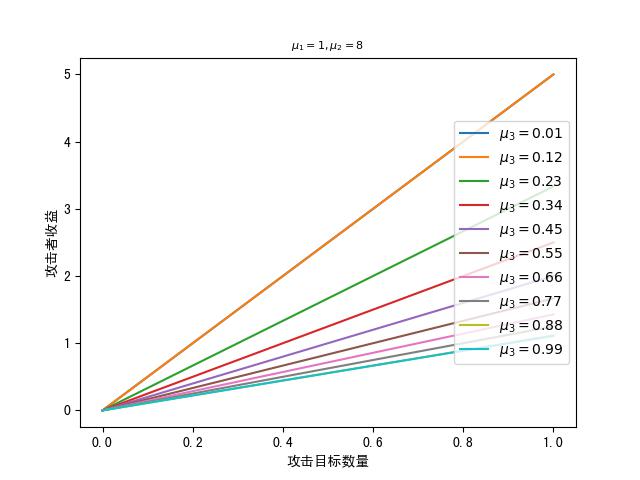 μ₁ = 1, μ₂ = 8
5
4
3
2
1
0
攻击者收益
μ₃ = 0.01
μ₃ = 0.12
μ₃ = 0.23
μ₃ = 0.34
μ₃ = 0.45
μ₃ = 0.55
μ₃ = 0.66
μ₃ = 0.77
μ₃ = 0.88
μ₃ = 0.99
0.0 0.2 0.4 0.6 0.8 1.0
攻击目标数量